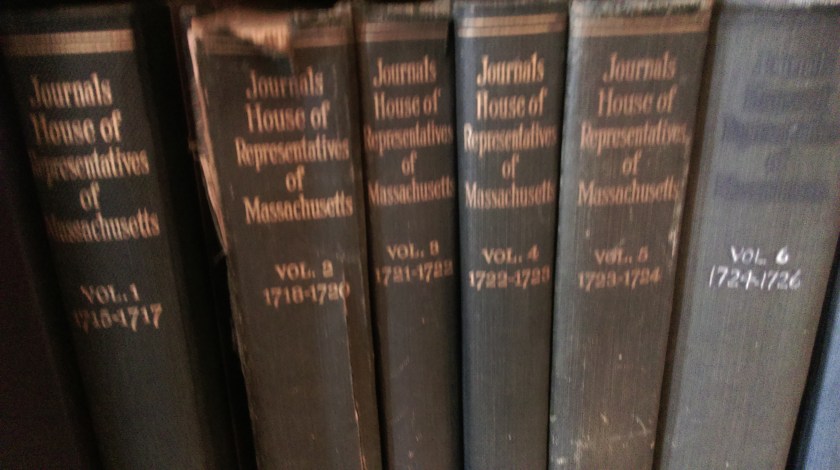 Journals
House of
Representatives
of
Massachusetts
VOL. 1
1715-1717
Journals
House of
Representatives
of
Massachusetts
VOL. 2
1718-1720
Journals
House of
Representatives
of
Massachusetts
VOL. 3
1721-1722
Journals
House of
Representatives
of
Massachusetts
VOL. 4
1722-1723
Journals
House of
Representatives
of
Massachusetts
VOL. 5
1723-1724
VOL 6
1724-1726